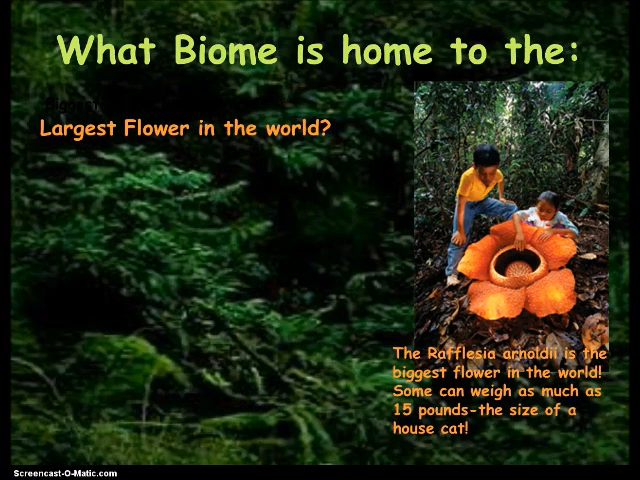 What Biome is home to the:
Largest Flower in the world?
The Rafflesia arnoldii is the
biggest flower in the world!
Some can weigh as much as
15 pounds-the size of a
house cat!
Screencast-O-Matic.com